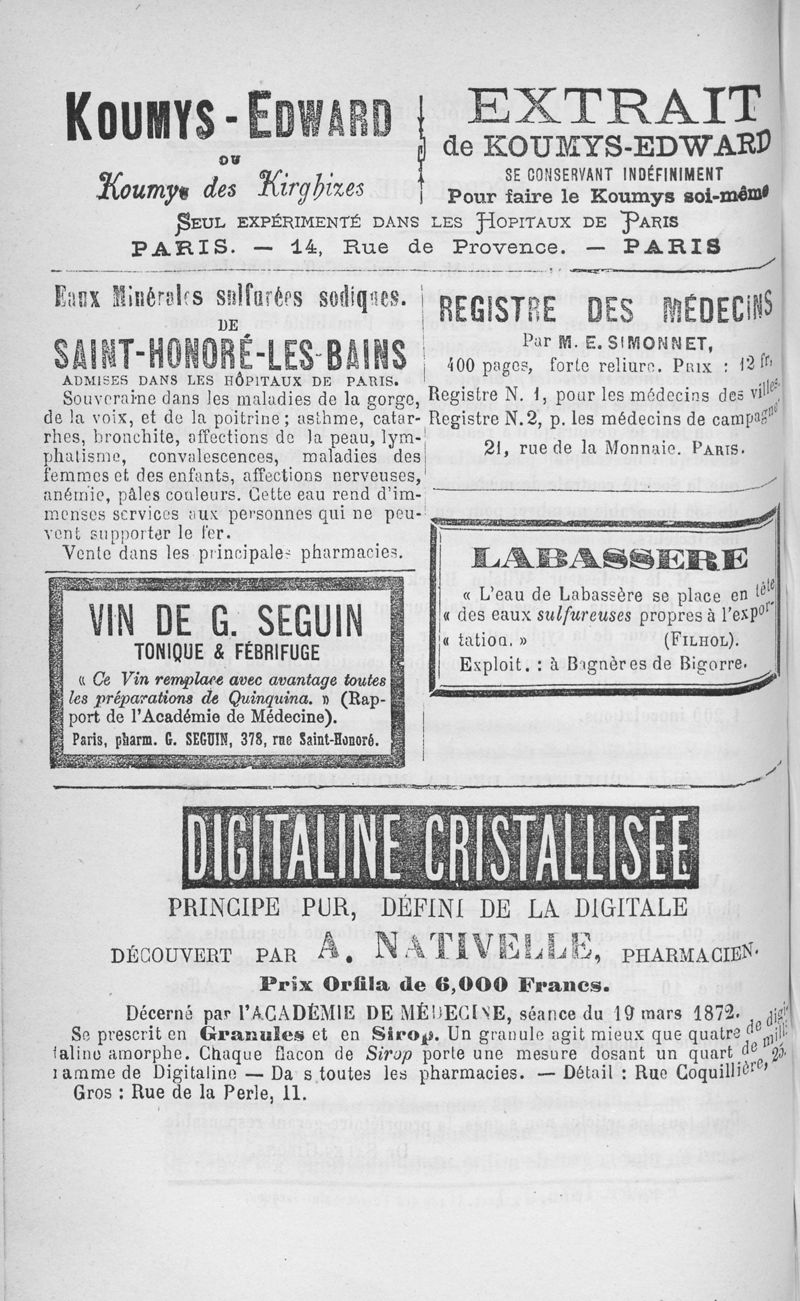 KOUMYS-EDWARD
OU
Koumys des Kirghizes
EXTRAIT
de KOUMYS-EDWARD
SE CONSERVANT INDÉFINIMENT
Pour faire le Koumys soi-même
SEUL EXPÉRIMENTÉ DANS LES HOPITAUX DE PARIS
PARIS. — 14, Rue de Provence. — PARIS
Eaux Minérales sulfurées sodiques.
DE
SAINT-HONORÉ-LES-BAINS
ADMISES DANS LES HÔPITAUX DE PARIS.
Souveraine dans les maladies de la gorge,
de la voix, et de la poitrine; asthme, catar-
rhes, bronchite, affections de la peau, lym-
phatisme, convalescences, maladies des
femmes et des enfants, affections nerveuses,
anémie, pâles couleurs. Cette eau rend d'im-
menses services aux personnes qui ne peu-
vent supporter le fer.
Vente dans les principales pharmacies.
VIN DE G. SEGUIN
TONIQUE & FÉBRIFUGE
« Ce Vin remplace avec avantage toutes
les préparations de Quinquina. » (Rap-
port de l'Académie de Médecine).
Paris, pharm. G. SEGUIN, 378, rue Saint-Honoré.
REGISTRE DES MÉDECINS
Par M. E. SIMONNET,
400 pages, forte reliure. PRIX : 12 fr.
Registre N. 1, pour les médecins des villes.
Registre N.2, p. les médecins de campagne
21, rue de la Monnaie. PARIS.
LABASSERE
« L'eau de Labassère se place en tête
« des eaux sulfureuses propres à l'expor-
« tation. » (FILHOL).
Exploit. : à Bagnères de Bigorre.
DIGITALINE CRISTALLISÉE
PRINCIPE PUR, DÉFINI DE LA DIGITALE
DÉCOUVERT PAR A. NATIVELLE, PHARMACIEN.
Prix Orfila de 6,000 Francs.
Décerné par l'ACADÉMIE DE MÉDECINE, séance du 19 mars 1872.
Se prescrit en Granules et en Sirop. Un granule agit mieux que quatre de digi-
taline amorphe. Chaque flacon de Sirop porte une mesure dosant un quart de milli-
ramme de Digitaline — Da s toutes les pharmacies. — Détail : Rue Coquillière, 25.
Gros : Rue de la Perle, 11.